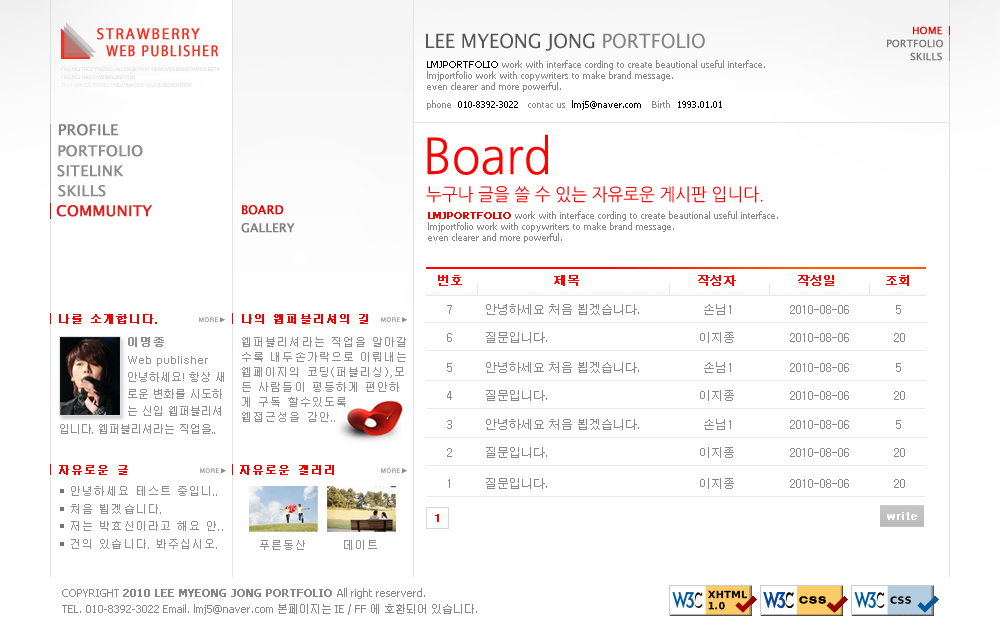 STRAWBERRY
WEB PUBLISHER
PROFILE
PORTFOLIO
SITELINK
SKILLS
COMMUNITY
BOARD
GALLERY
LEE MYEONG JONG PORTFOLIO
LMJPORTFOLIO work with interface cording to create beautional useful interface.
lmjportfolio work with copywriters to make brand message.
even clearer and more powerful.
phone 010-8392-3022 contac us lmj5@naver.com Birth 1993.01.01
HOME
PORTFOLIO
SKILLS
Board
누구나 글을 쓸 수 있는 자유로운 게시판 입니다.
LMJPORTFOLIO work with interface cording to create beautional useful interface.
lmjportfolio work with copywriters to make brand message.
even clearer and more powerful.
번호 제목 작성자 작성일 조회
7 안녕하세요 처음 뵙겠습니다. 손님1 2010-08-06 5
6 질문입니다. 이지종 2010-08-06 20
5 안녕하세요 처음 뵙겠습니다. 손님1 2010-08-06 5
4 질문입니다. 이지종 2010-08-06 20
3 안녕하세요 처음 뵙겠습니다. 손님1 2010-08-06 5
2 질문입니다. 이지종 2010-08-06 20
1 질문입니다. 이지종 2010-08-06 20
1
write
나를 소개합니다. MORE▶
이명종
Web publisher
안녕하세요! 항상 새
로운 변화를 시도하
는 신입 웹퍼블리셔
입니다. 웹퍼블리셔라는 직업을..
나의 웹퍼블리셔의 길 MORE▶
웹퍼블리셔라는 직업을 알아갈
수록 내두손가락으로 이뤄내는
웹페이지의 코딩(퍼블리싱),모
든 사람들이 평등하게 편안하
게 구독 할수있도록
웹접근성을 감안..
자유로운 글 MORE▶
안녕하세요 테스트 중입니..
처음 뵙겠습니다.
저는 박효신이라고 해요 안..
건의 있습니다. 봐주십시오.
자유로운 갤러리 MORE▶
푸른동산 데이트
COPYRIGHT 2010 LEE MYEONG JONG PORTFOLIO All right reserverd.
TEL. 010-8392-3022 Email. lmj5@naver.com 본페이지는 IE / FF 에 호환되어 있습니다.
W3C XHTML 1.0
W3C css
W3C css